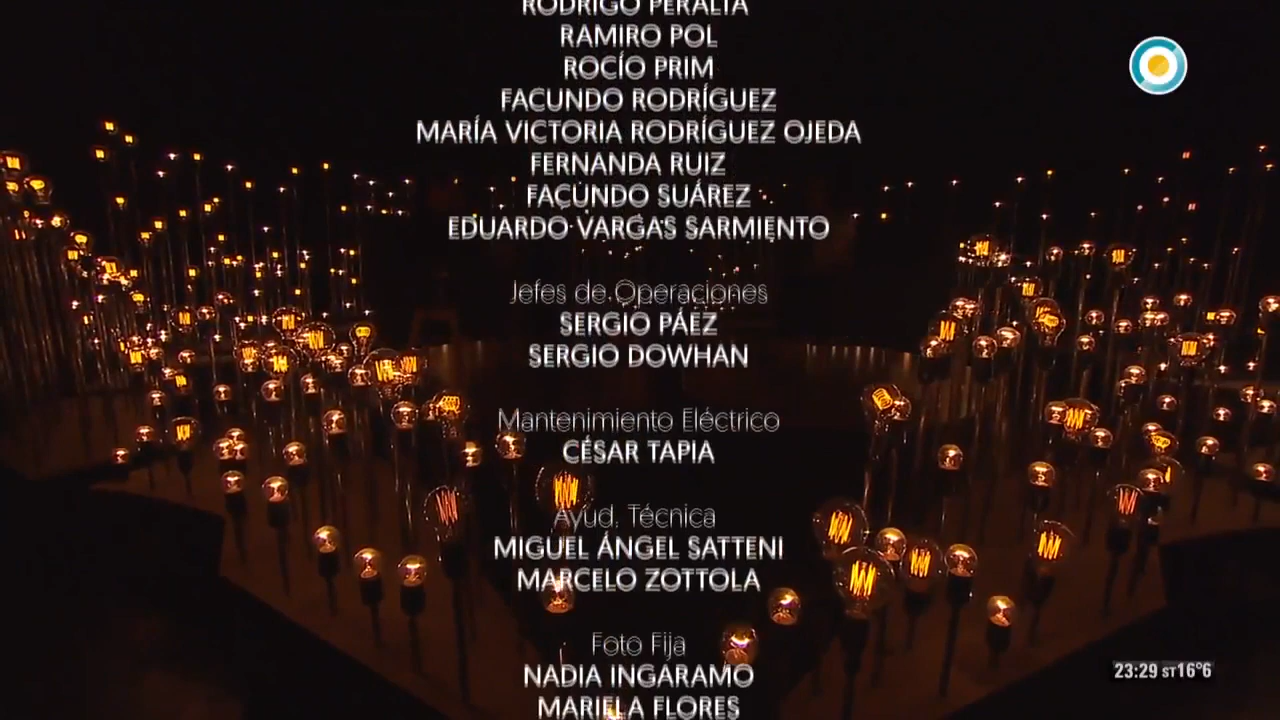 RODRIGO PERALTA
RAMIRO POL
ROCÍO PRIM
FACUNDO RODRÍGUEZ
MARÍA VICTORIA RODRÍGUEZ OJEDA
FERNANDA RUIZ
FACUNDO SUÁREZ
EDUARDO VARGAS SARMIENTO
Jefes de Operaciones
SERGIO PÁEZ
SERGIO DOWHAN
Mantenimiento Eléctrico
CÉSAR TAPIA
Ayud. Técnica
MIGUEL ÁNGEL SATTENI
MARCELO ZOTTOLA
Foto Fija
NADIA INGARAMO
MARIELA FLORES
23:29 ST16°6